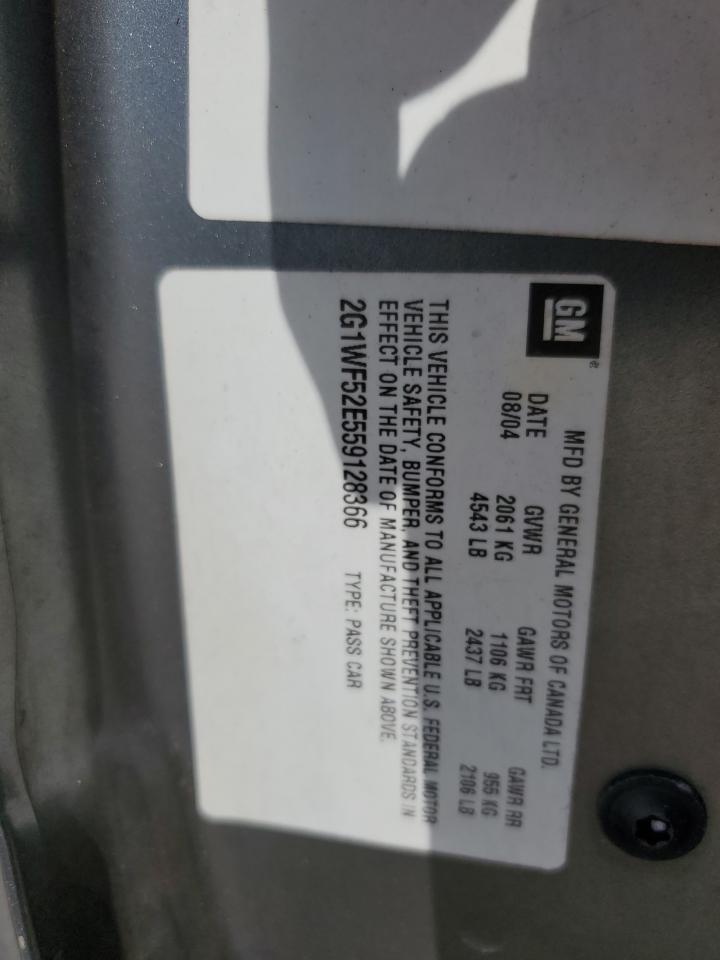 GM®
MFD BY GENERAL MOTORS OF CANADA LTD.
DATE GVWR GAWR FRT GAWR RR
08/04 2061 KG 1106 KG 955 KG
4543 LB 2437 LB 2106 LB
THIS VEHICLE CONFORMS TO ALL APPLICABLE U.S. FEDERAL MOTOR
VEHICLE SAFETY, BUMPER, AND THEFT PREVENTION STANDARDS IN
EFFECT ON THE DATE OF MANUFACTURE SHOWN ABOVE.
2G1WF52E559128366 TYPE: PASS CAR